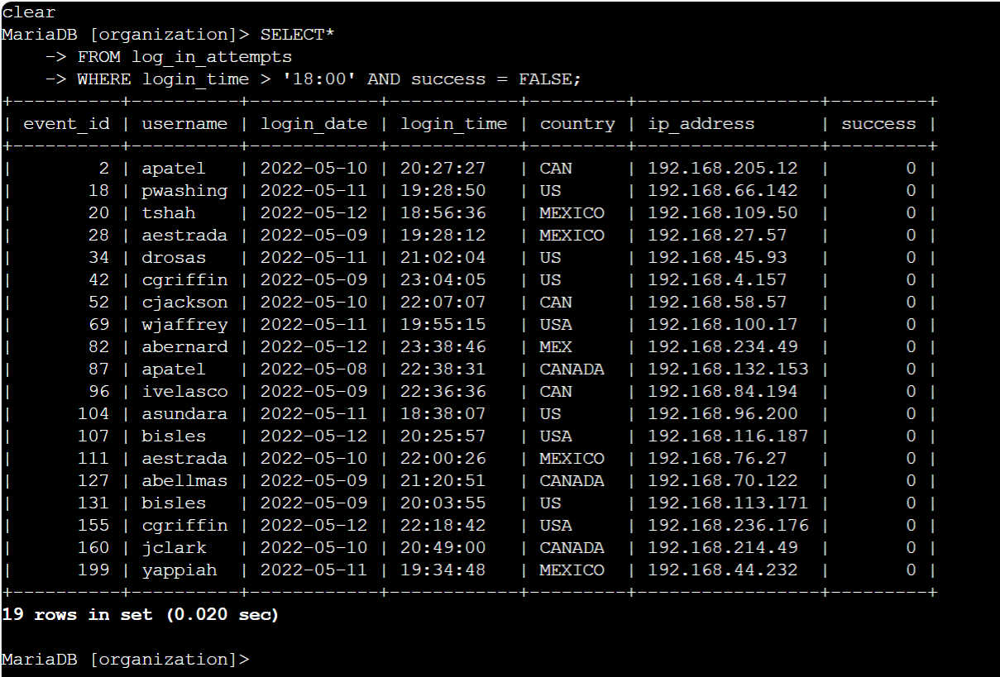 clear
MariaDB [organization]> SELECT*
    -> FROM log_in_attempts
    -> WHERE login_time > '18:00' AND success = FALSE;
+----------+----------+------------+------------+---------+-----------------+---------+
| event_id | username | login_date | login_time | country | ip_address      | success |
+----------+----------+------------+------------+---------+-----------------+---------+
|        2 | apatel   | 2022-05-10 | 20:27:27   | CAN     | 192.168.205.12  |       0 |
|       18 | pwashing | 2022-05-11 | 19:28:50   | US      | 192.168.66.142  |       0 |
|       20 | tshah    | 2022-05-12 | 18:56:36   | MEXICO  | 192.168.109.50  |       0 |
|       28 | aestrada | 2022-05-09 | 19:28:12   | MEXICO  | 192.168.27.57   |       0 |
|       34 | drosas   | 2022-05-11 | 21:02:04   | US      | 192.168.45.93   |       0 |
|       42 | cgriffin | 2022-05-09 | 23:04:05   | US      | 192.168.4.157   |       0 |
|       52 | cjackson | 2022-05-10 | 22:07:07   | CAN     | 192.168.58.57   |       0 |
|       69 | wjaffrey | 2022-05-11 | 19:55:15   | USA     | 192.168.100.17  |       0 |
|       82 | abernard | 2022-05-12 | 23:38:46   | MEX     | 192.168.234.49  |       0 |
|       87 | apatel   | 2022-05-08 | 22:38:31   | CANADA  | 192.168.132.153 |       0 |
|       96 | ivelasco | 2022-05-09 | 22:36:36   | CAN     | 192.168.84.194  |       0 |
|      104 | asundara | 2022-05-11 | 18:38:07   | US      | 192.168.96.200  |       0 |
|      107 | bisles   | 2022-05-12 | 20:25:57   | USA     | 192.168.116.187 |       0 |
|      111 | aestrada | 2022-05-10 | 22:00:26   | MEXICO  | 192.168.76.27   |       0 |
|      127 | abellmas | 2022-05-09 | 21:20:51   | CANADA  | 192.168.70.122  |       0 |
|      131 | bisles   | 2022-05-09 | 20:03:55   | US      | 192.168.113.171 |       0 |
|      155 | cgriffin | 2022-05-12 | 22:18:42   | USA     | 192.168.236.176 |       0 |
|      160 | jclark   | 2022-05-10 | 20:49:00   | CANADA  | 192.168.214.49  |       0 |
|      199 | yappiah  | 2022-05-11 | 19:34:48   | MEXICO  | 192.168.44.232  |       0 |
+----------+----------+------------+------------+---------+-----------------+---------+
19 rows in set (0.020 sec)
MariaDB [organization]>